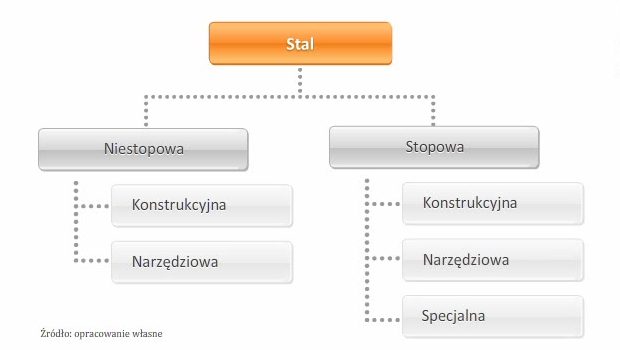 Stal
Niestopowa
Konstrukcyjna
Narzędziowa
Stopowa
Konstrukcyjna
Narzędziowa
Specjalna
Źródło: opracowanie własne